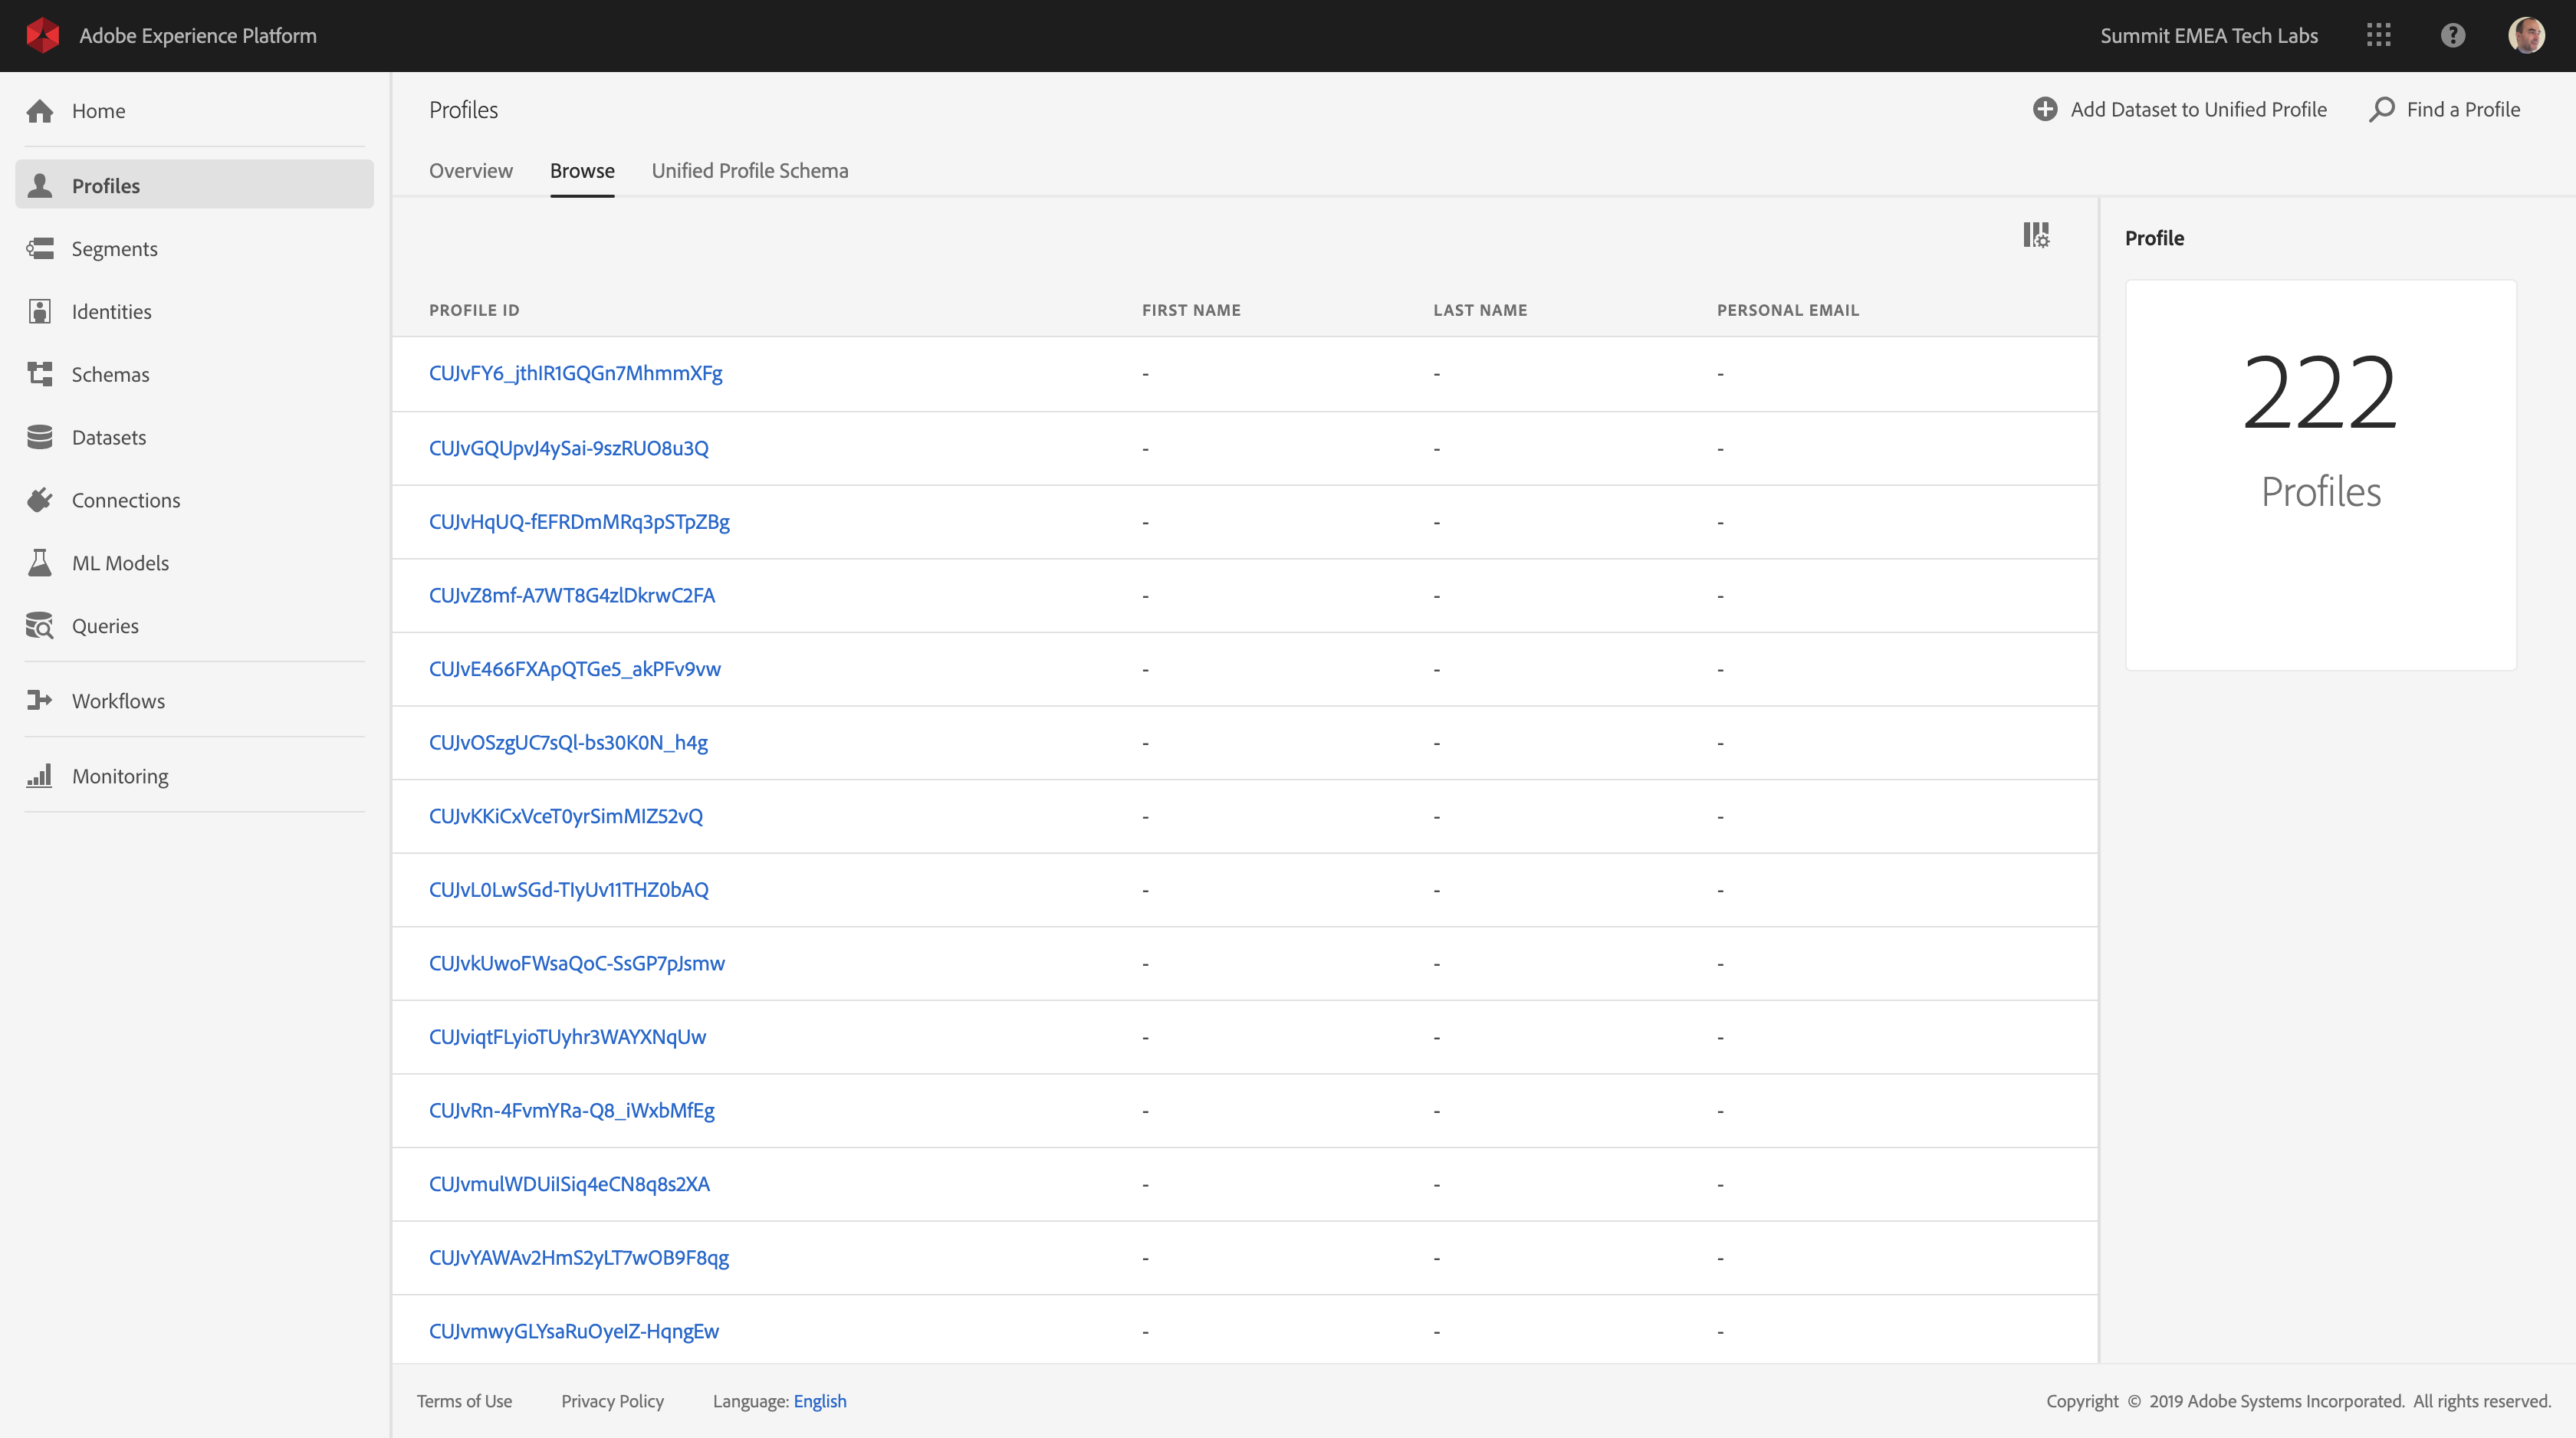 Adobe Experience Platform
Summit EMEA Tech Labs
Home
Profiles
Segments
Identities
Schemas
Datasets
Connections
ML Models
Queries
Workflows
Monitoring
Profiles
Add Dataset to Unified Profile
Find a Profile
Overview Browse Unified Profile Schema
PROFILE ID FIRST NAME LAST NAME PERSONAL EMAIL
CUJvFY6_jthIR1GQGn7MhmmXFg - - -
CUJvGQUpvJ4ySai-9szRUO8u3Q - - -
CUJvHqUQ-fEFRDmMRq3pSTpZBg - - -
CUJvZ8mf-A7WT8G4zlDkrwC2FA - - -
CUJvE466FXApQTGe5_akPFv9vw - - -
CUJvOSzgUC7sQl-bs30K0N_h4g - - -
CUJvKKiCxVceT0yrSimMIZ52vQ - - -
CUJvL0LwSGd-TIyUv11THZ0bAQ - - -
CUJvkUwoFWsaQoC-SsGP7pJsmw - - -
CUJviqtFLyioTUyhr3WAYXNqUw - - -
CUJvRn-4FvmYRa-Q8_iWxbMfEg - - -
CUJvmulWDUiISiq4eCN8q8s2XA - - -
CUJvYAWAv2HmS2yLT7wOB9F8qg - - -
CUJvmwyGLYsaRuOyeIZ-HqngEw - - -
Profile
222
Profiles
Terms of Use Privacy Policy Language: English
Copyright © 2019 Adobe Systems Incorporated. All rights reserved.